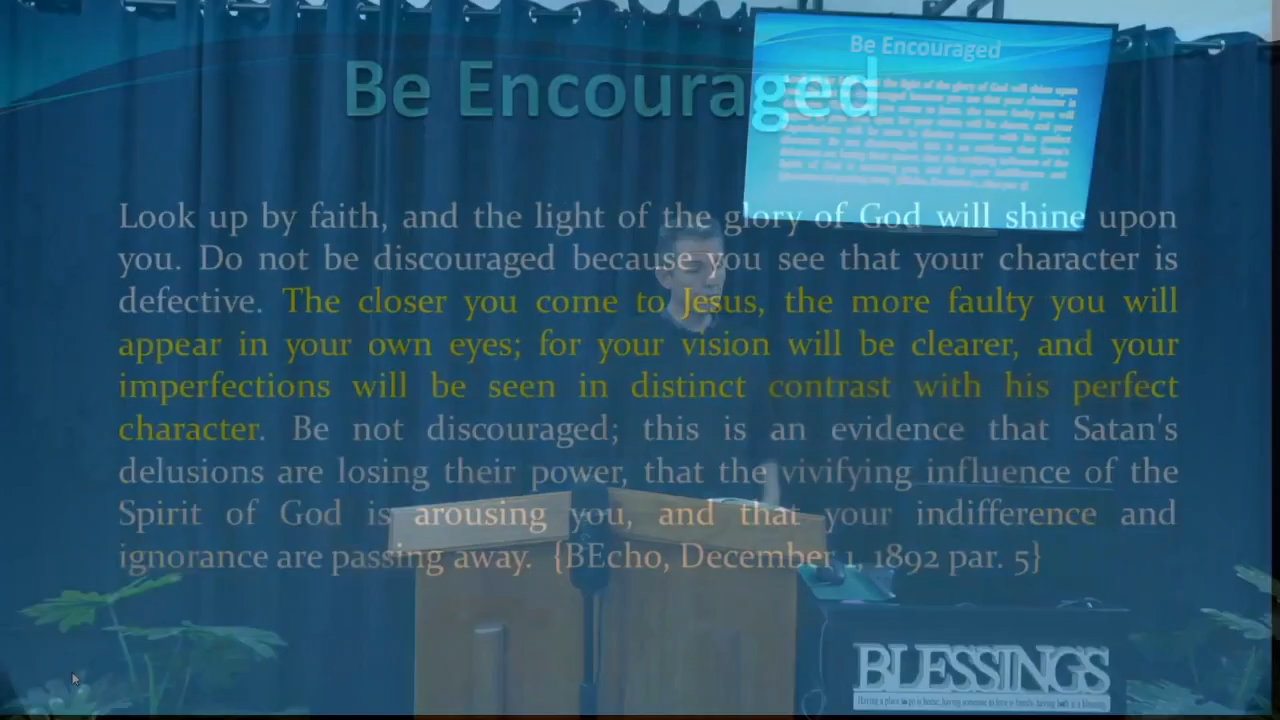 Be Encouraged
Be Encouraged
Look up by faith, and the light of the glory of God will shine upon
you. Do not be discouraged because you see that your character is
defective. The closer you come to Jesus, the more faulty you will
appear in your own eyes; for your vision will be clearer, and your
imperfections will be seen in distinct contrast with his perfect
character. Be not discouraged; this is an evidence that Satan's
delusions are losing their power, that the vivifying influence of the
Spirit of God is arousing you, and that your indifference and
ignorance are passing away. {BEcho, December 1, 1892 par. 5}
BLESSINGS